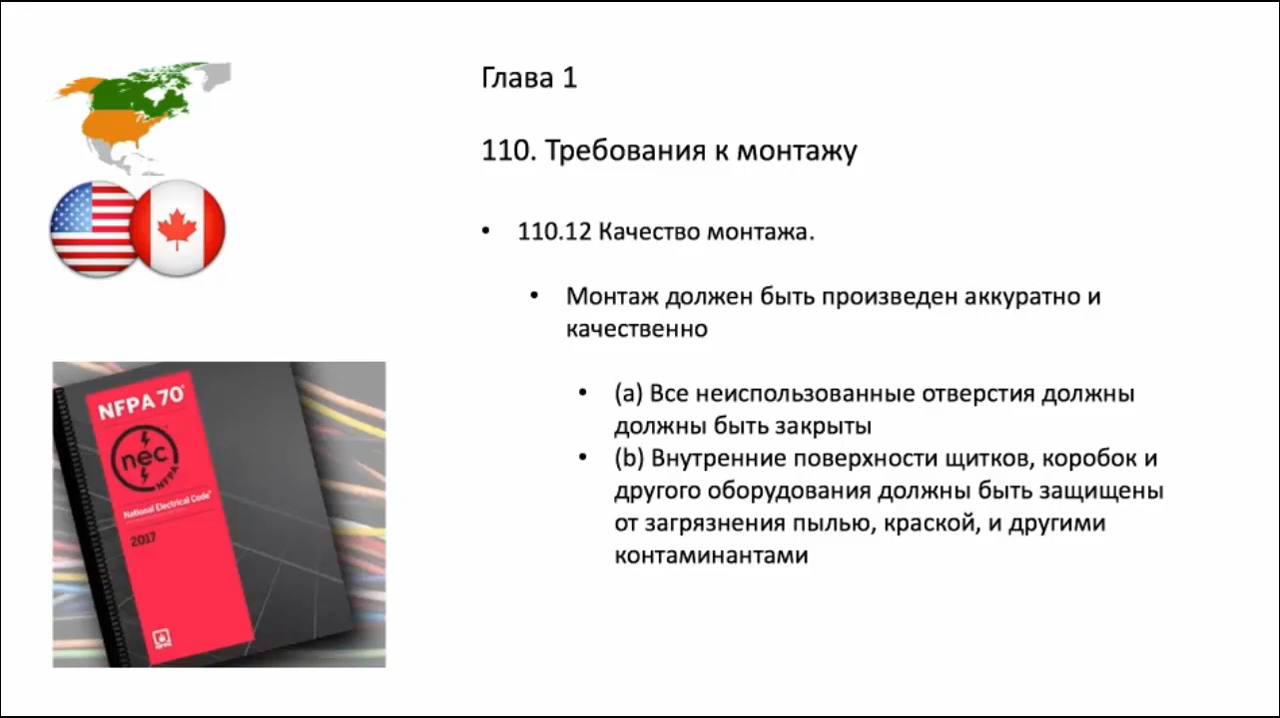 Глава 1
110. Требования к монтажу
• 110.12 Качество монтажа.
• Монтаж должен быть произведен аккуратно и
качественно
• (a) Все неиспользованные отверстия должны
должны быть закрыты
• (b) Внутренние поверхности щитков, коробок и
другого оборудования должны быть защищены
от загрязнения пылью, краской, и другими
контаминантами
NFPA 70®
nec
NFPA
National Electrical Code®
2017
NFPA